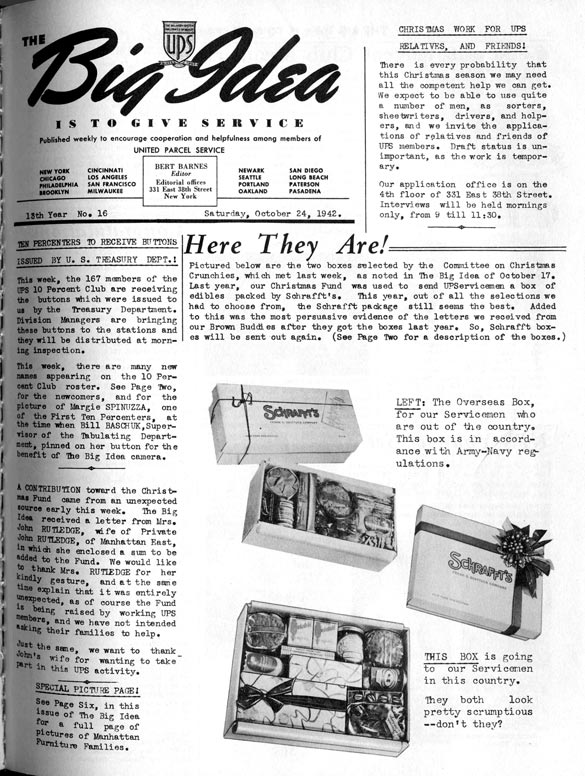 THE
UPS
Big Idea
IS TO GIVE SERVICE
Published weekly to encourage cooperation and helpfulness among members of
UNITED PARCEL SERVICE
NEW YORK CINCINNATI
CHICAGO LOS ANGELES
PHILADELPHIA SAN FRANCISCO
BROOKLYN MILWAUKEE
BERT BARNES
Editor
Editorial offices
331 East 38th Street
New York
NEWARK SAN DIEGO
SEATTLE LONG BEACH
PORTLAND PATERSON
OAKLAND PASADENA
13th Year No. 16 Saturday, October 24, 1942.
CHRISTMAS WORK FOR UPS
RELATIVES, AND FRIENDS!
There is every probability that
this Christmas season we may need
all the competent help we can get.
We expect to be able to use quite
a number of men, as sorters,
sheetwriters, drivers, and help-
ers, and we invite the applica-
tions of relatives and friends of
UPS members. Draft status is un-
important, as the work is tempor-
ary.
Our application office is on the
4th floor of 331 East 38th Street.
Interviews will be held mornings
only, from 9 till 11:30.
TEN PERCENTERS TO RECEIVE BUTTONS
ISSUED BY U. S. TREASURY DEPT.!
This week, the 167 members of the
UPS 10 Percent Club are receiving
the buttons which were issued to
us by the Treasury Department.
Division Managers are bringing
these buttons to the stations and
they will be distributed at morn-
ing inspection.
This week, there are many new
names appearing on the 10 Per-
cent Club roster. See Page Two,
for the newcomers, and for the
picture of Margie SPINUZZA, one
of the First Ten Percenters, at
the time when Bill BASCHUK, Super-
visor of the Tabulating Depart-
ment, pinned on her button for the
benefit of The Big Idea camera.
A CONTRIBUTION toward the Christ-
mas Fund came from an unexpected
source early this week. The Big
Idea received a letter from Mrs.
John RUTLEDGE, wife of Private
John RUTLEDGE, of Manhattan East,
in which she enclosed a sum to be
added to the Fund. We would like
to thank Mrs. RUTLEDGE for her
kindly gesture, and at the same
time explain that it was entirely
unexpected, as of course the Fund
is being raised by working UPS
members, and we have not intended
asking their families to help.
Just the same, we want to thank
John's wife for wanting to take
part in this UPS activity.
SPECIAL PICTURE PAGE!
See Page Six, in this
issue of The Big Idea
for a full page of
pictures of Manhattan
Furniture Families.
Here They Are!
Pictured below are the two boxes selected by the Committee on Christmas
Crunchies, which met last week, as noted in The Big Idea of October 17.
Last year, our Christmas Fund was used to send UPServicemen a box of
edibles packed by Schrafft's. This year, out of all the selections we
had to choose from, the Schrafft package still seems the best. Added
to this was the most persuasive evidence of the letters we received from
our Brown Buddies after they got the boxes last year. So, Schrafft box-
es will be sent out again. (See Page Two for a description of the boxes.)
SCHRAFFT'S
LEFT: The Overseas Box,
for our Servicemen who
are out of the country.
This box is in accord-
ance with Army-Navy reg-
ulations.
SCHRAFFT'S
THIS BOX is going
to our Servicemen
in this country.
They both look
pretty scrumptious
--don't they?